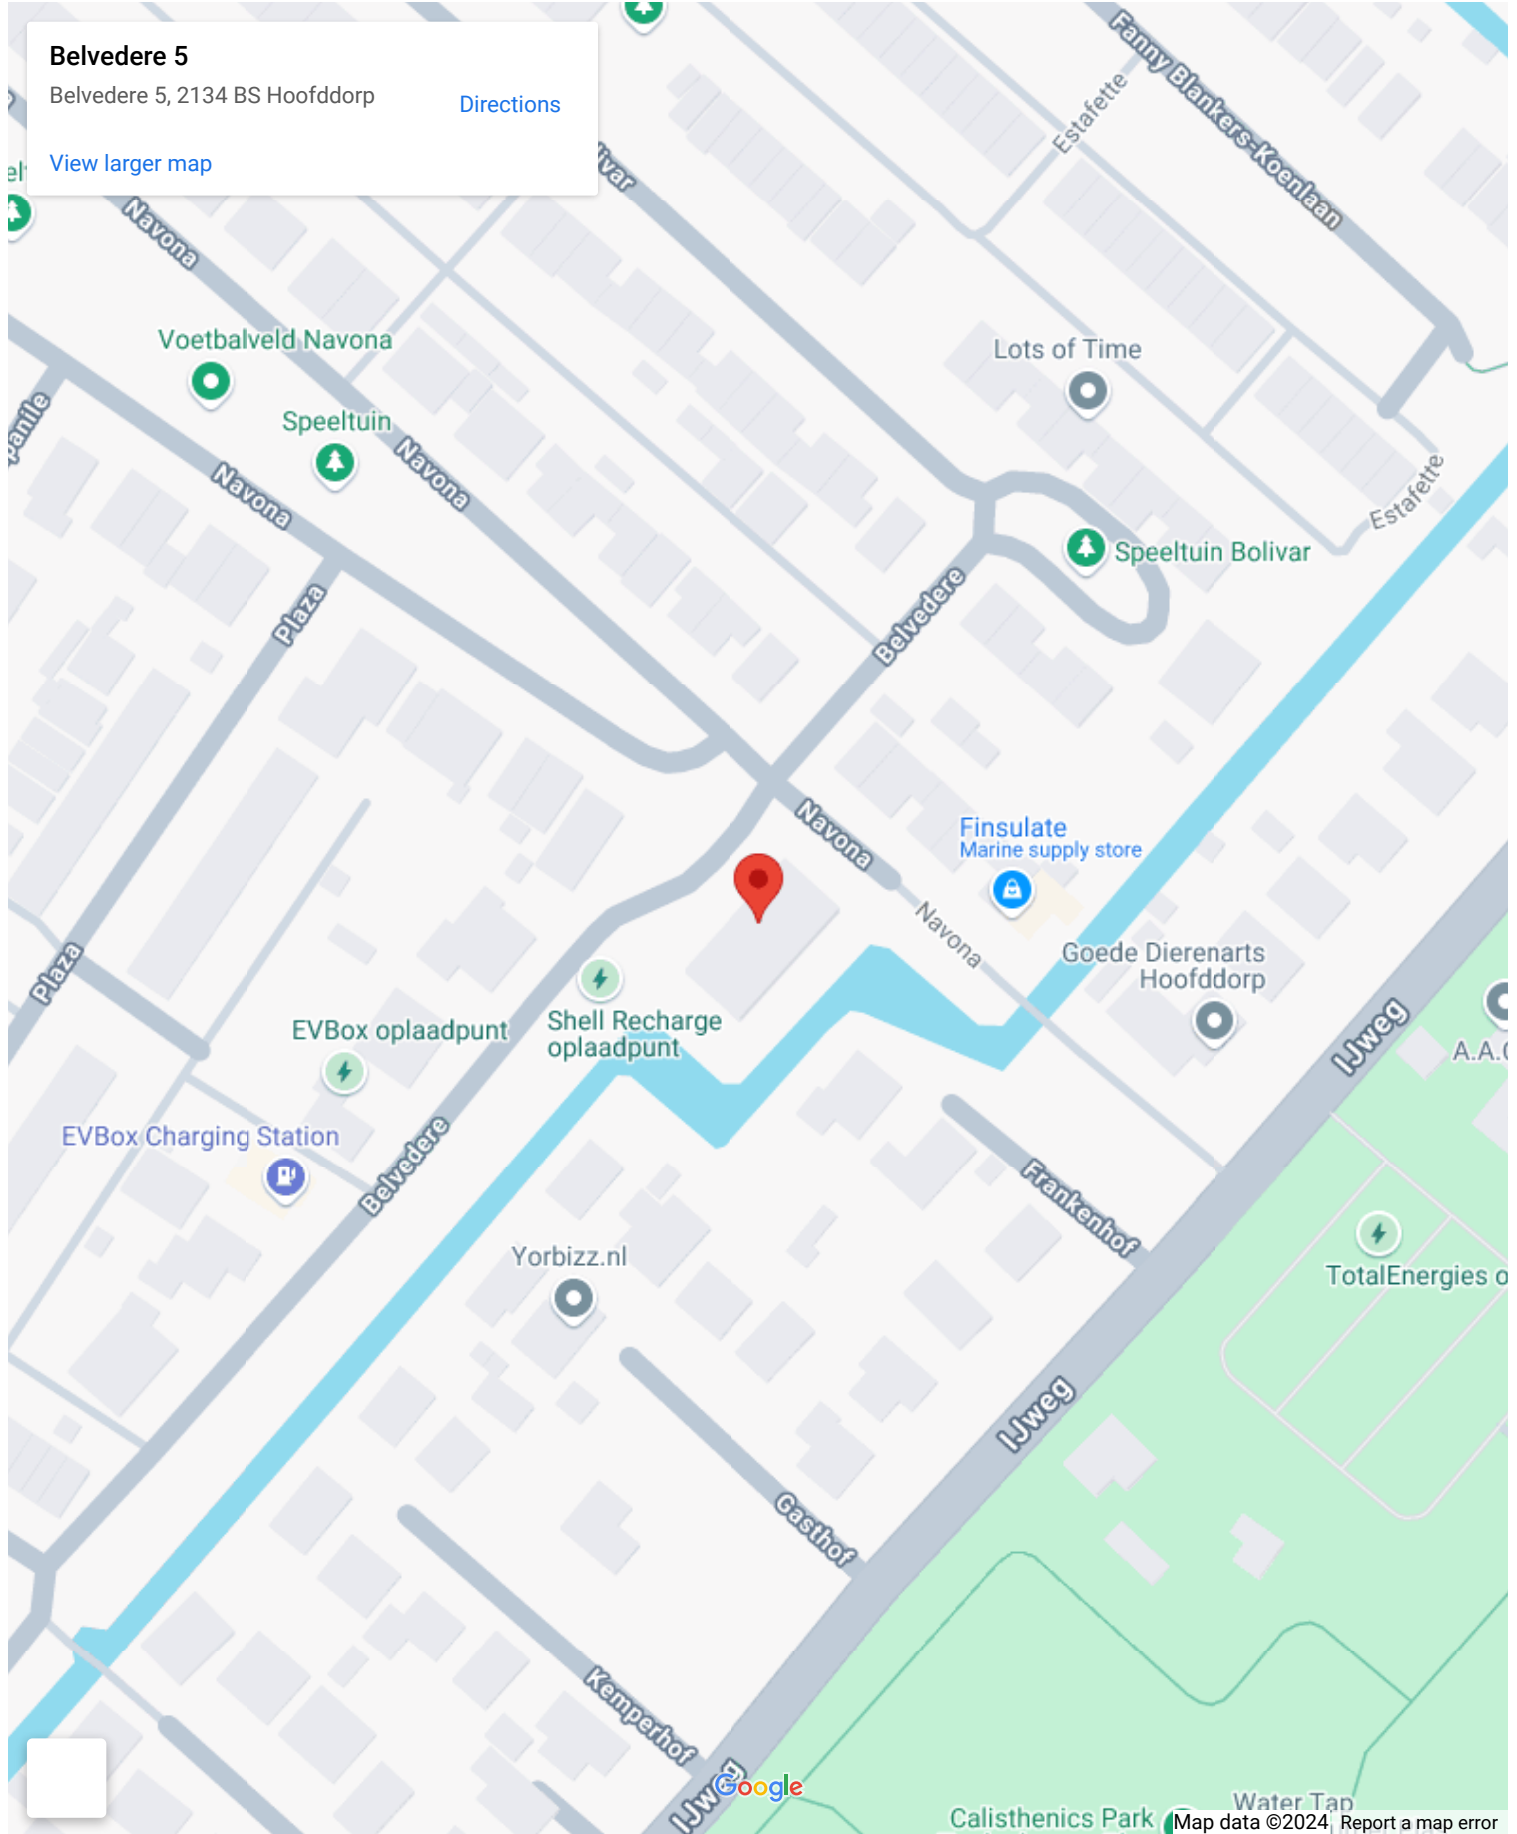 Belvedere 5
Belvedere 5, 2134 BS Hoofddorp
Directions
View larger map
Fanny Blankers-Koenlaan
Estafette
Navona
Voetbalveld Navona
Lots of Time
Speeltuin
Navona
Navona
Estafette
Speeltuin Bolivar
Plaza
Belvedere
Navona
Finsulate
Marine supply store
Navona
Goede Dierenarts
Hoofddorp
Plaza
Shell Recharge
oplaadpunt
EVBox oplaadpunt
IJweg
EVBox Charging Station
Belvedere
Frankenhof
Yorbizz.nl
TotalEnergies o
IJweg
Gasthof
Kemperhof
IJweg
Google
Water Tap
Calisthenics Park
Map data ©2024
Report a map error